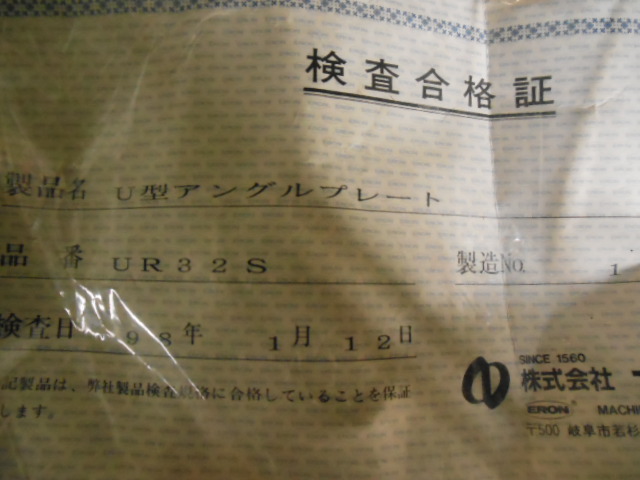 検査合格証
製品名 U型アングルプレート
品番 UR32S
製造No. 1
検査日 98年 1月 12日
記製品は、弊社製品検査規格に合格していることを保証
します。
SINCE 1560
株式会社
ERON MACHI
〒500 岐阜市若杉